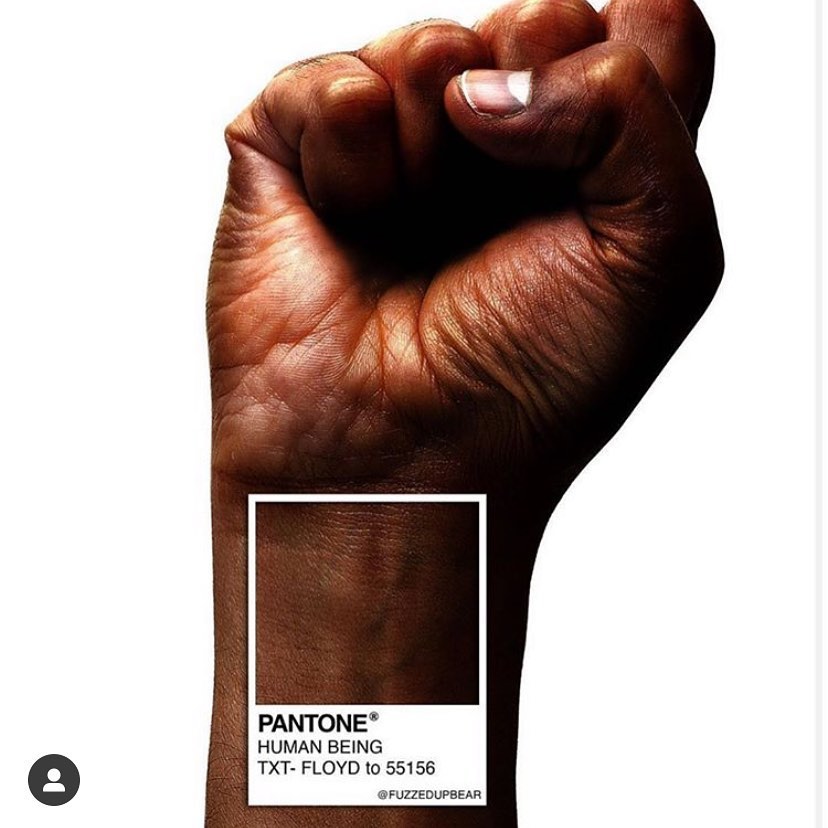 PANTONE®
HUMAN BEING
TXT- FLOYD to 55156
@FUZZEDUPBEAR